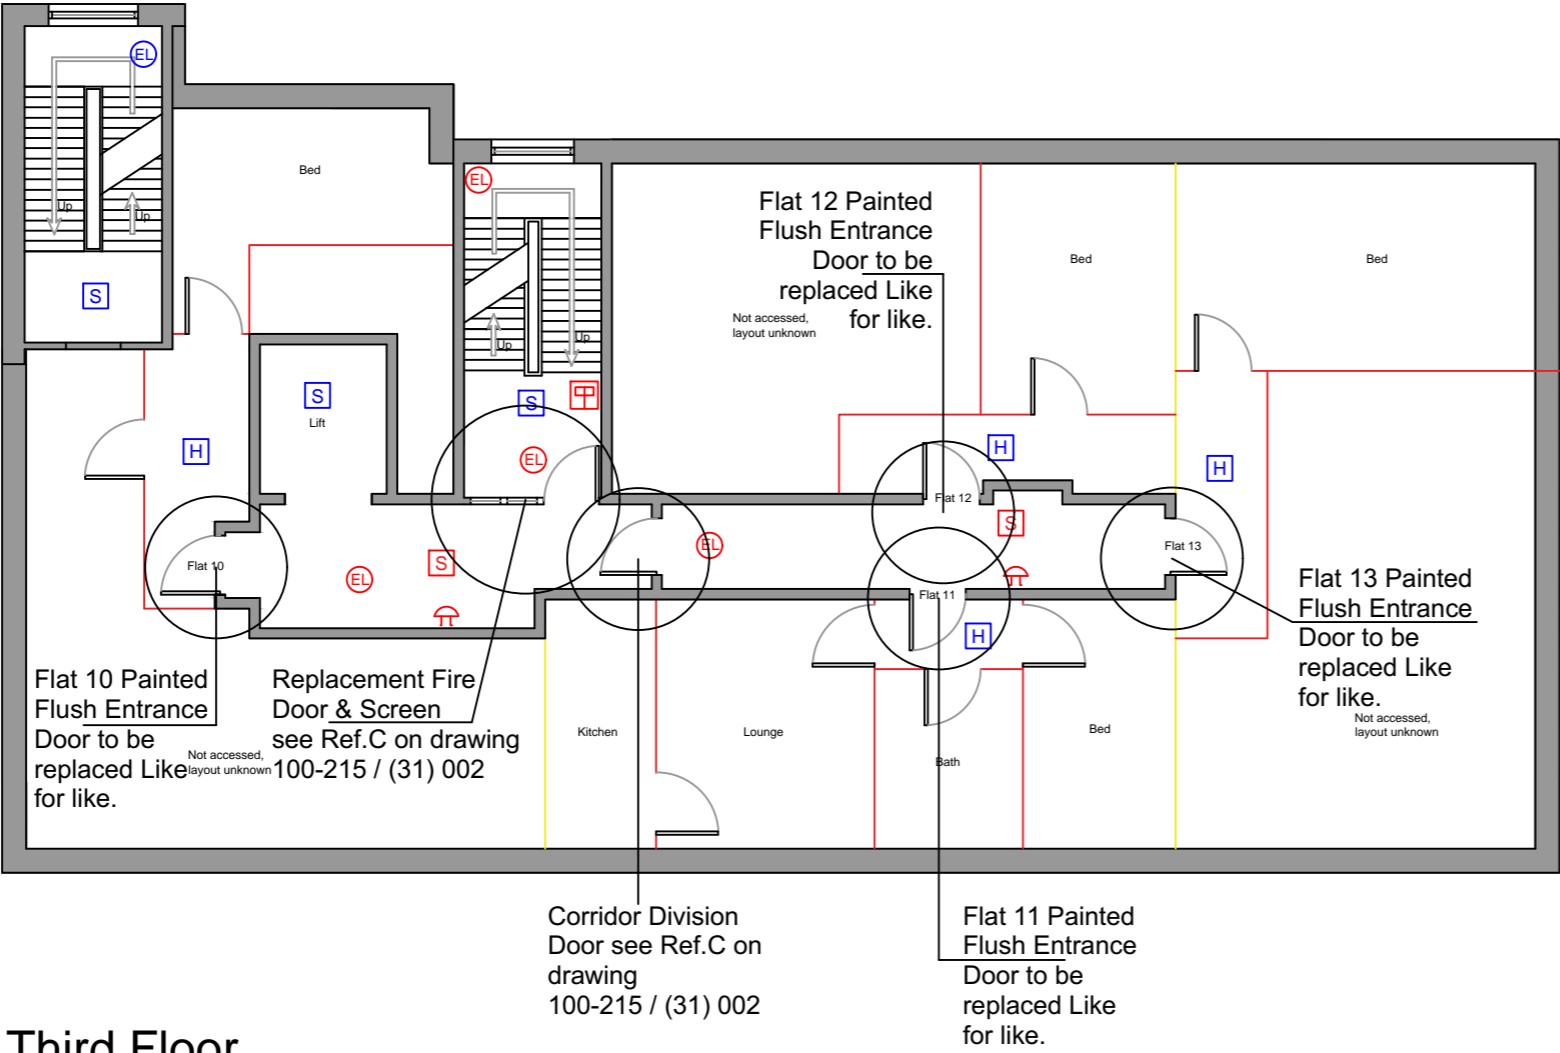 EL
Up
Up
S
Bed
EL
Up
Up
S
EL
S
Lift
H
Flat 12 Painted
Flush Entrance
Door to be
replaced Like
for like.
Not accessed,
layout unknown
Bed
Bed
H
H
Flat 12
S
EL
Flat 13
Flat 11
H
Flat 10
EL
S
Flat 13 Painted
Flush Entrance
Door to be
replaced Like
for like.
Not accessed,
layout unknown
Flat 10 Painted
Flush Entrance
Door to be
replaced Like
for like.
Not accessed,
layout unknown
Replacement Fire
Door & Screen
see Ref.C on drawing
100-215 / (31) 002
Kitchen
Lounge
Bath
Bed
Corridor Division
Door see Ref.C on
drawing
100-215 / (31) 002
Flat 11 Painted
Flush Entrance
Door to be
replaced Like
for like.
Third Floor